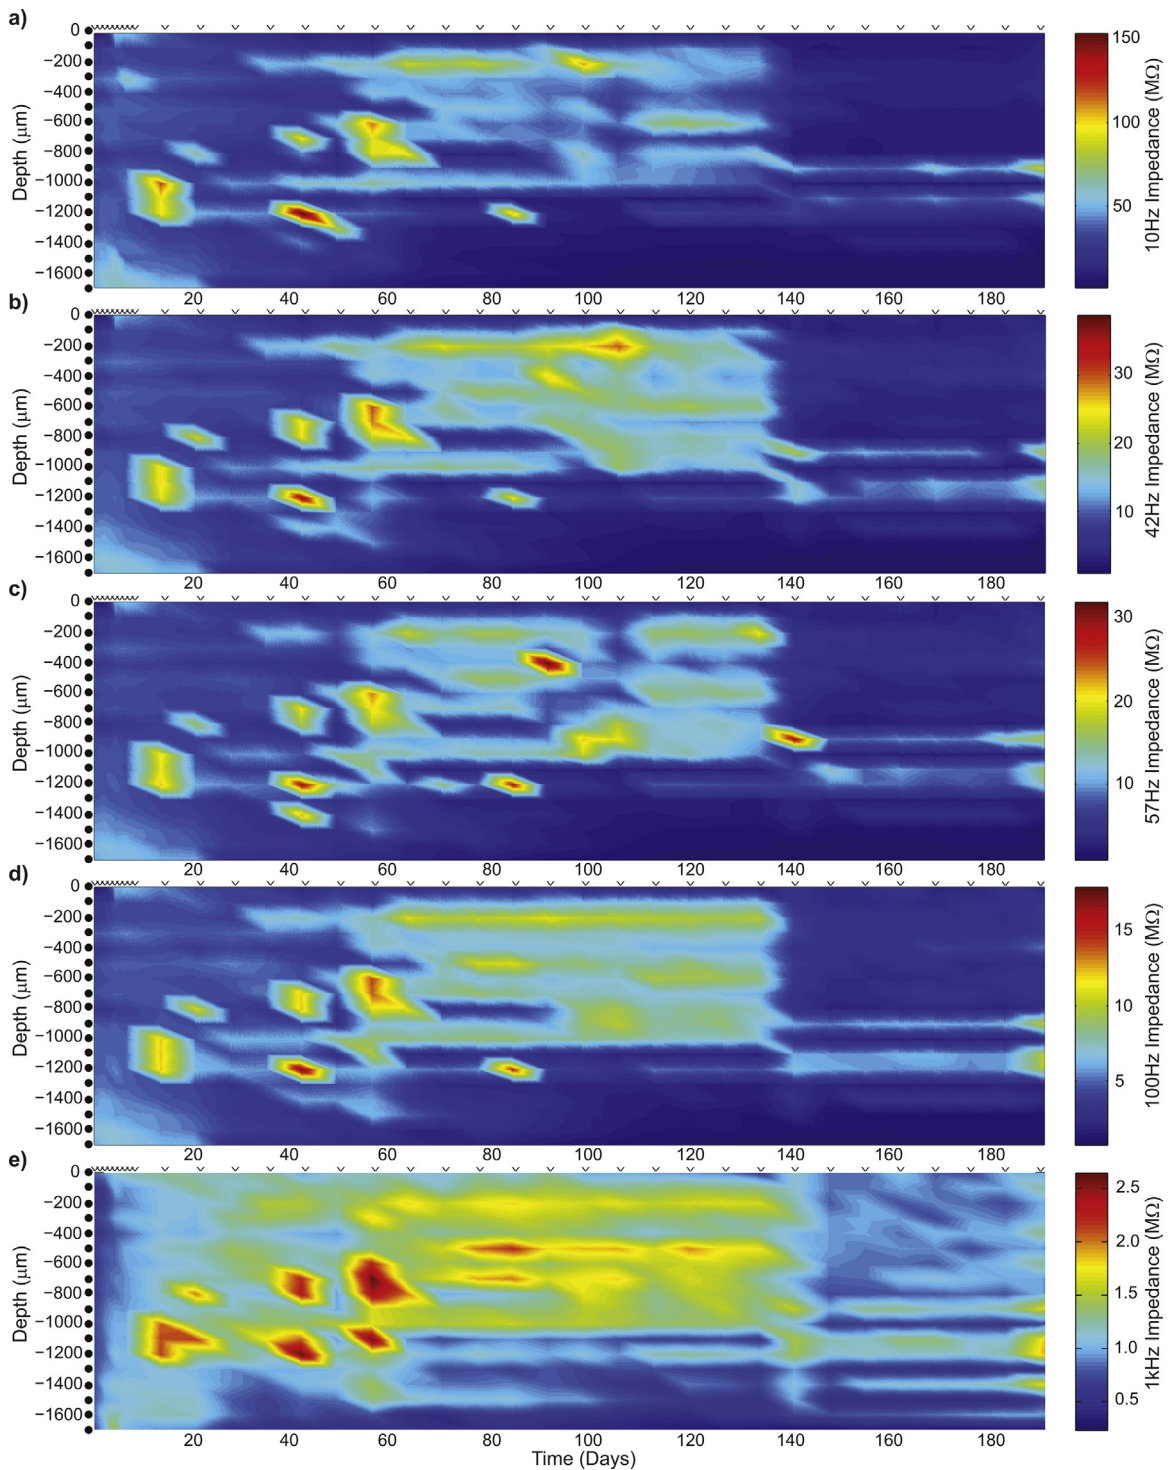 a)
0
−200
−400
−600
−800
−1000
−1200
−1400
−1600
Depth (μm)
20 40 60 80 100 120 140 160 180
150
100
50
10Hz Impedance (MΩ)
b)
0
−200
−400
−600
−800
−1000
−1200
−1400
−1600
Depth (μm)
20 40 60 80 100 120 140 160 180
30
20
10
42Hz Impedance (MΩ)
c)
0
−200
−400
−600
−800
−1000
−1200
−1400
−1600
Depth (μm)
20 40 60 80 100 120 140 160 180
30
20
10
57Hz Impedance (MΩ)
d)
0
−200
−400
−600
−800
−1000
−1200
−1400
−1600
Depth (μm)
20 40 60 80 100 120 140 160 180
15
10
5
100Hz Impedance (MΩ)
e)
0
−200
−400
−600
−800
−1000
−1200
−1400
−1600
Depth (μm)
20 40 60 80 100 120 140 160 180
Time (Days)
2.5
2.0
1.5
1.0
0.5
1kHz Impedance (MΩ)